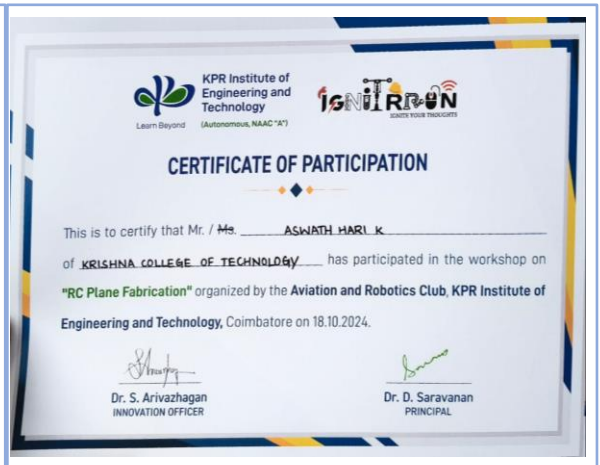 KPR Institute of
Engineering and
Technology
(Autonomous, NAAC "A")
Learn Beyond
IGNITRRON
IGNITE YOUR THOUGHTS
CERTIFICATE OF PARTICIPATION
This is to certify that Mr. / Ms. ASWATH HARI K
of KRISHNA COLLEGE OF TECHNOLOGY has participated in the workshop on
"RC Plane Fabrication" organized by the Aviation and Robotics Club, KPR Institute of
Engineering and Technology, Coimbatore on 18.10.2024.
Dr. S. Arivazhagan
INNOVATION OFFICER
Dr. D. Saravanan
PRINCIPAL